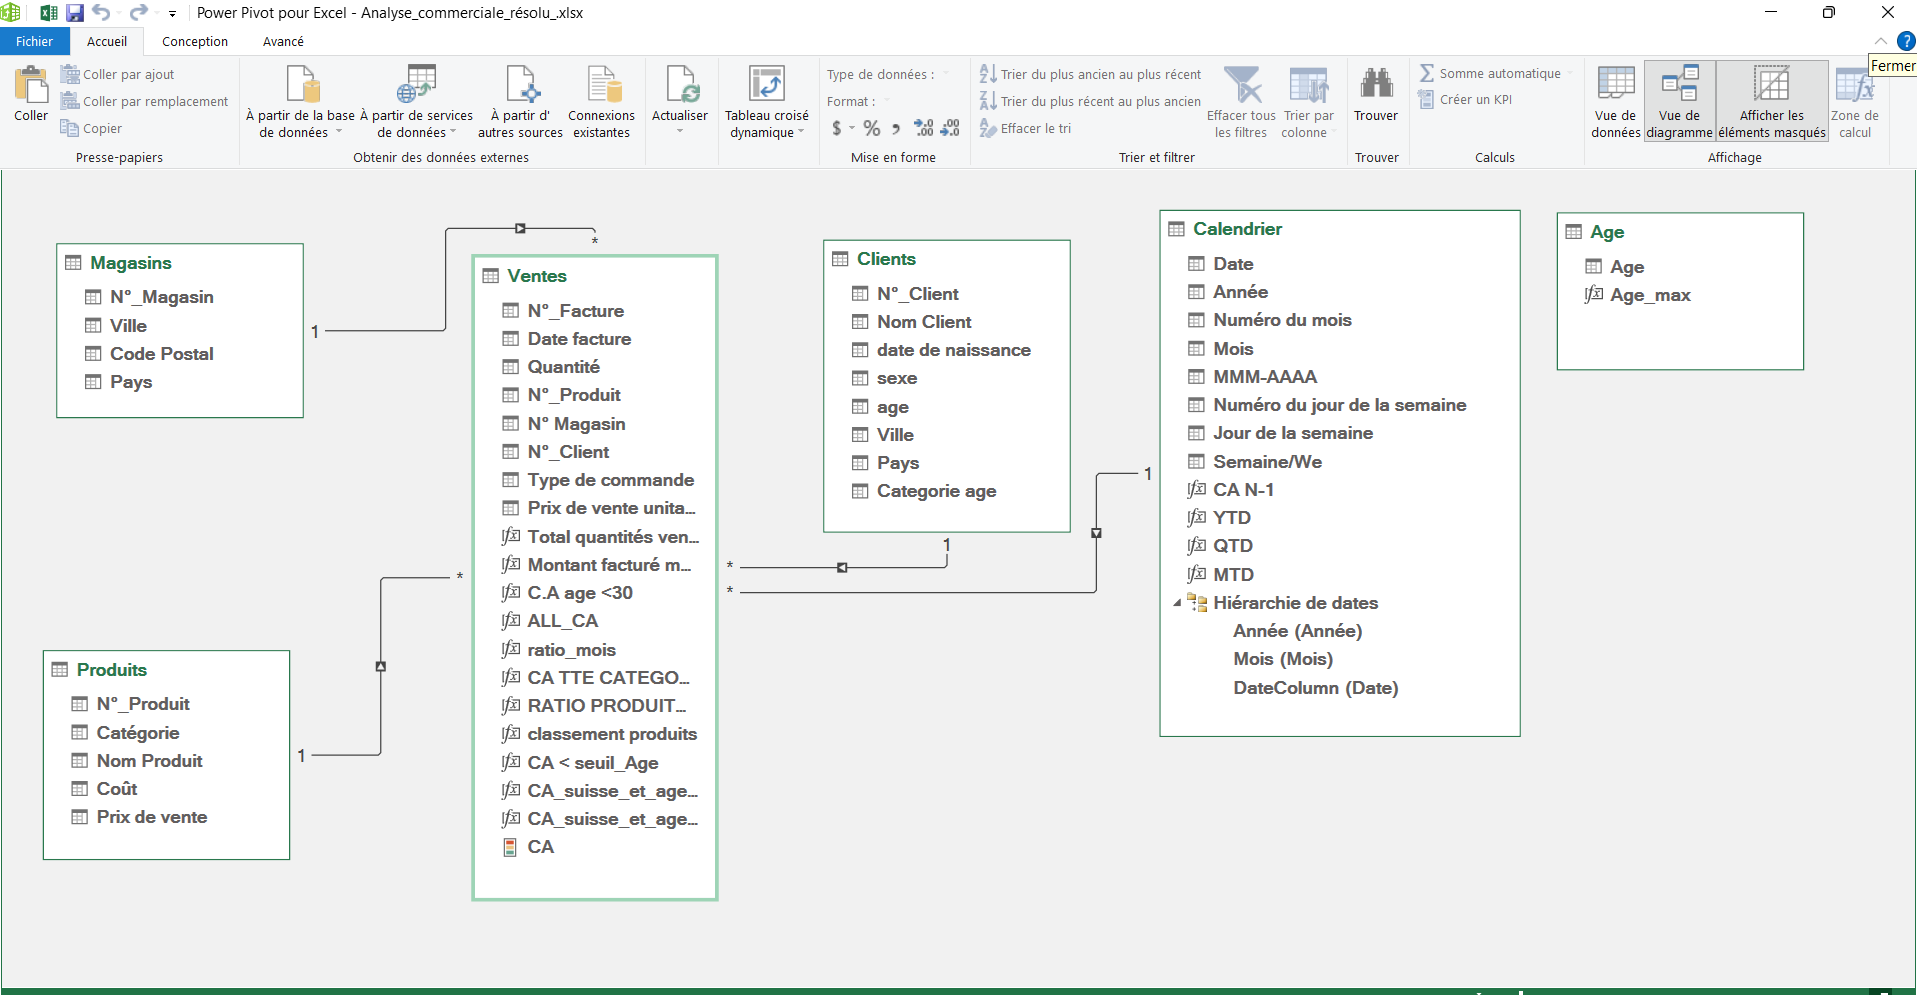 Power Pivot pour Excel - Analyse_commerciale_résolu_.xlsx
Fichier
Accueil
Conception
Avancé
Fermer
Coller
Coller par ajout
Coller par remplacement
Copier
Presse-papiers
À partir de la base
de données
À partir de services
de données
À partir d'
autres sources
Connexions
existantes
Obtenir des données externes
Actualiser
Tableau croisé
dynamique
Type de données :
Format :
$ %
Mise en forme
Trier du plus ancien au plus récent
Trier du plus récent au plus ancien
Effacer le tri
Effacer tous
les filtres
Trier par
colonne
Trier et filtrer
Trouver
Trouver
Somme automatique
Créer un KPI
Calculs
Vue de
données
Vue de
diagramme
Afficher les
éléments masqués
Zone de
calcul
Affichage
Magasins
N°_Magasin
Ville
Code Postal
Pays
1
*
Produits
N°_Produit
Catégorie
Nom Produit
Coût
Prix de vente
1
*
Ventes
N°_Facture
Date facture
Quantité
N°_Produit
N° Magasin
N°_Client
Type de commande
Prix de vente unita...
Total quantités ven...
Montant facturé m...
C.A age <30
ALL_CA
ratio_mois
CA TTE CATEGO...
RATIO PRODUIT...
classement produits
CA < seuil_Age
CA_suisse_et_age...
CA_suisse_et_age...
CA
Clients
N°_Client
Nom Client
date de naissance
sexe
age
Ville
Pays
Categorie age
1
*
*
1
Calendrier
Date
Année
Numéro du mois
Mois
MMM-AAAA
Numéro du jour de la semaine
Jour de la semaine
Semaine/We
CA N-1
YTD
QTD
MTD
Hiérarchie de dates
Année (Année)
Mois (Mois)
DateColumn (Date)
Age
Age
Age_max